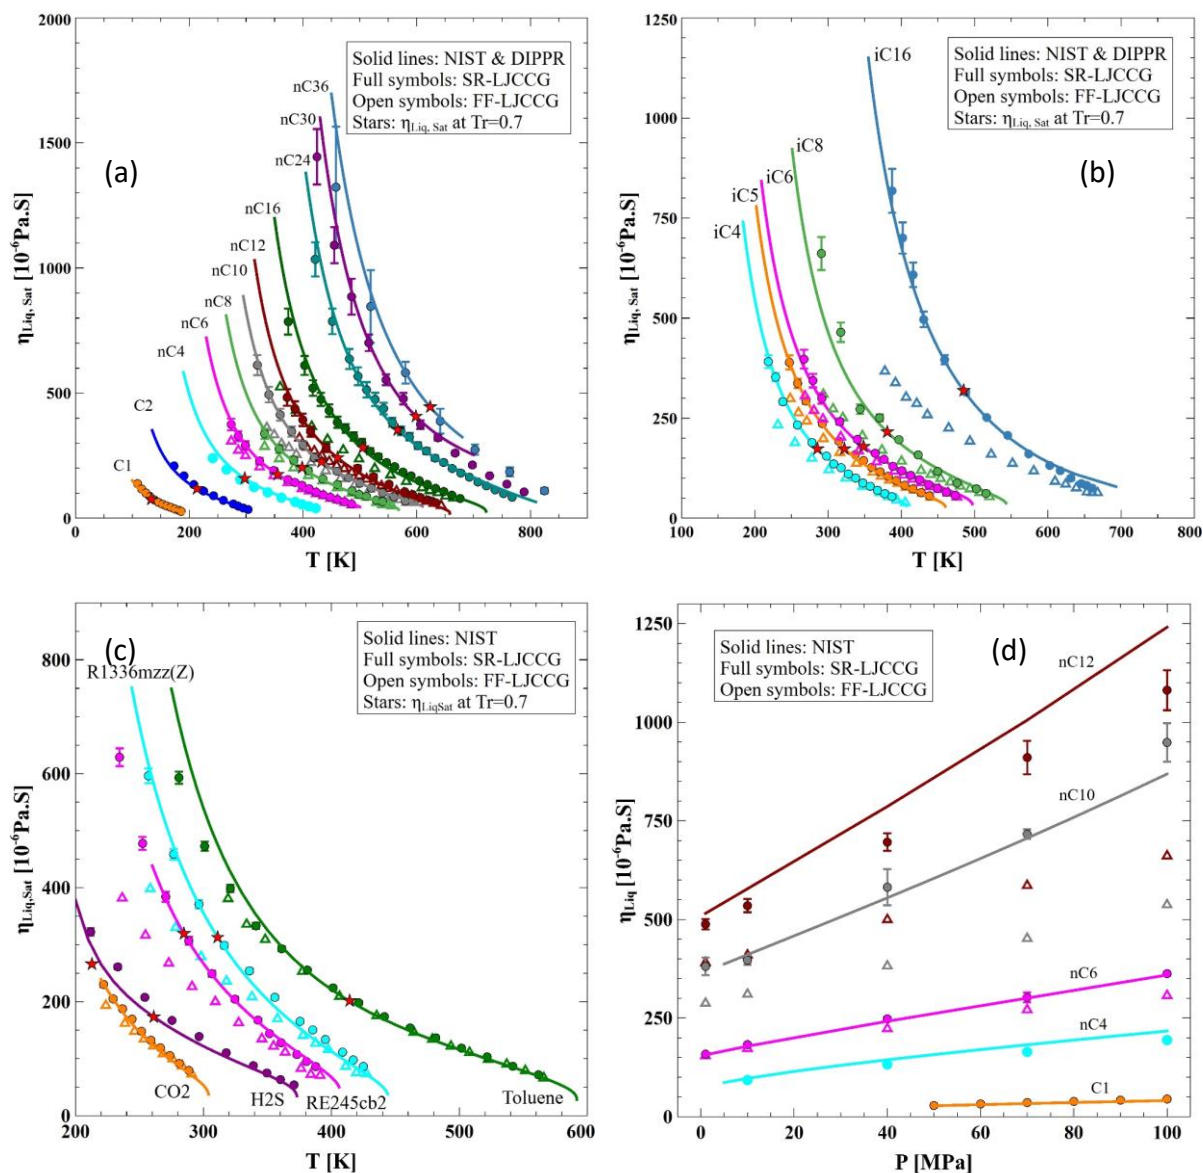 2000
1500
1000
500
0
0
200
400
600
800
η_Liq, Sat [10⁻⁶Pa.S]
T [K]
(a)
Solid lines: NIST & DIPPR
Full symbols: SR-LJCCG
Open symbols: FF-LJCCG
Stars: η_Liq, Sat at Tr=0.7
nC36
nC30
nC24
nC16
nC12
nC10
nC8
nC6
nC4
C2
C1
1250
1000
750
500
250
0
100
200
300
400
500
600
700
800
η_Liq, Sat [10⁻⁶Pa.S]
T [K]
(b)
Solid lines: NIST & DIPPR
Full symbols: SR-LJCCG
Open symbols: FF-LJCCG
Stars: η_Liq, Sat at Tr=0.7
iC16
iC8
iC6
iC5
iC4
800
600
400
200
0
200
300
400
500
600
η_Liq,Sat [10⁻⁶Pa.S]
T [K]
(c)
Solid lines: NIST
Full symbols: SR-LJCCG
Open symbols: FF-LJCCG
Stars: η_LiqSat at Tr=0.7
R1336mzz(Z)
CO2
H2S
RE245cb2
Toluene
1250
1000
750
500
250
0
0
20
40
60
80
100
η_Liq [10⁻⁶Pa.S]
P [MPa]
(d)
Solid lines: NIST
Full symbols: SR-LJCCG
Open symbols: FF-LJCCG
nC12
nC10
nC6
nC4
C1